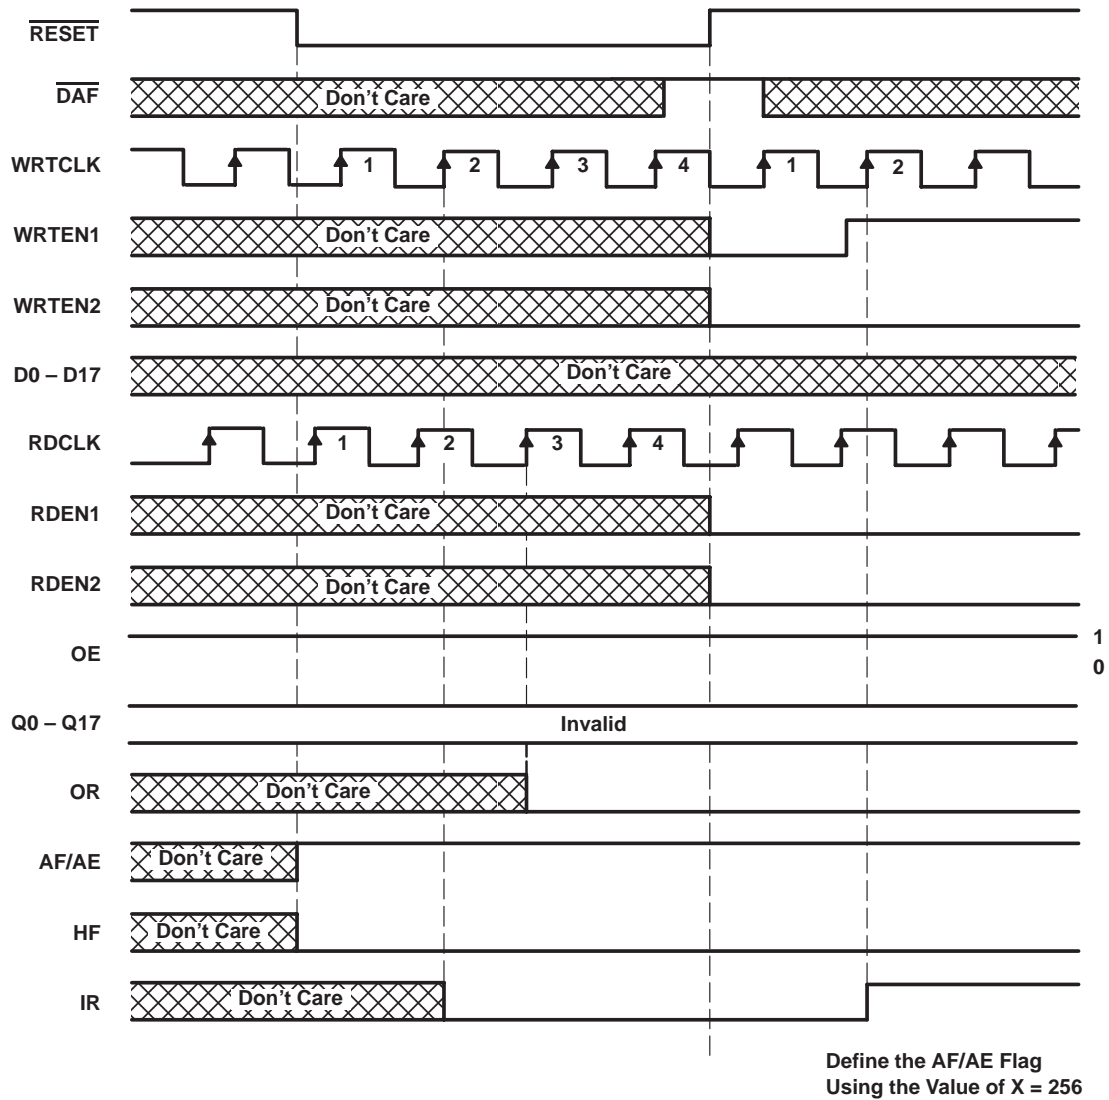 RESET
DAF
Don't Care
WRTCLK
1 2 3 4 1 2
WRTEN1
Don't Care
WRTEN2
Don't Care
D0 – D17
Don't Care
RDCLK
1 2 3 4
RDEN1
Don't Care
RDEN2
Don't Care
OE
1
0
Q0 – Q17
Invalid
OR
Don't Care
AF/AE
Don't Care
HF
Don't Care
IR
Don't Care
Define the AF/AE Flag
Using the Value of X = 256